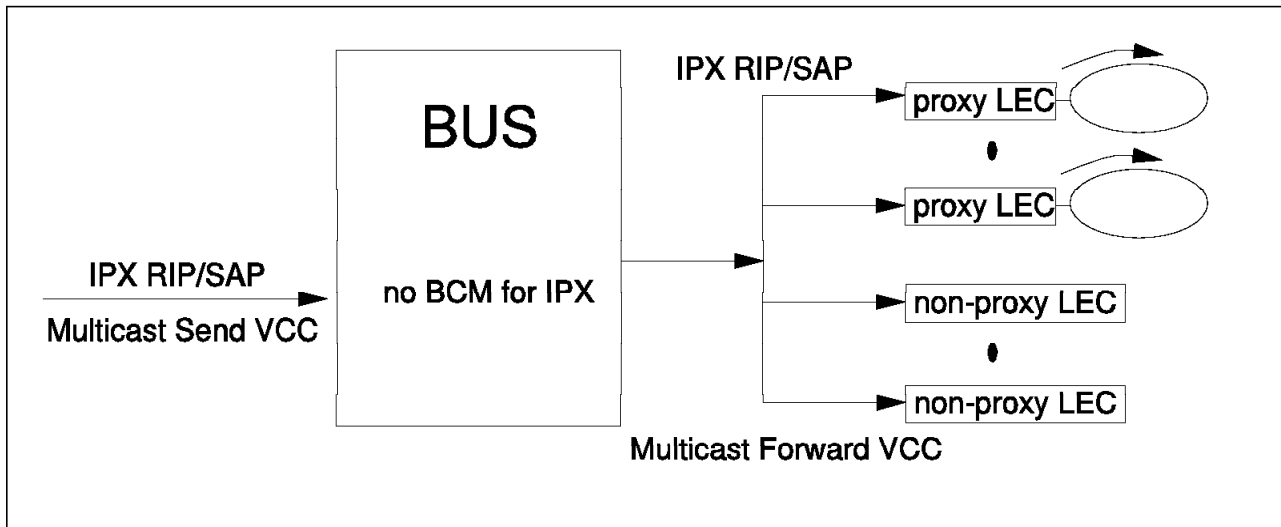 IPX RIP/SAP
proxy LEC
BUS
proxy LEC
IPX RIP/SAP
no BCM for IPX
non-proxy LEC
Multicast Send VCC
non-proxy LEC
Multicast Forward VCC